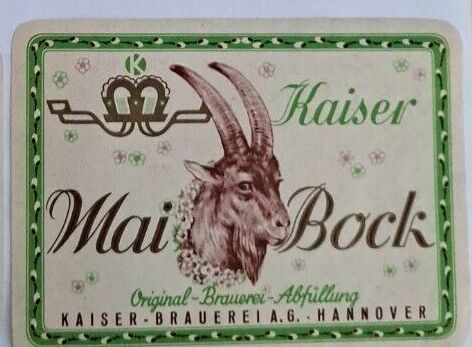 K
Kaiser
Mai Bock
Original-Brauerei-Abfüllung
KAISER-BRAUEREI A.G. - HANNOVER